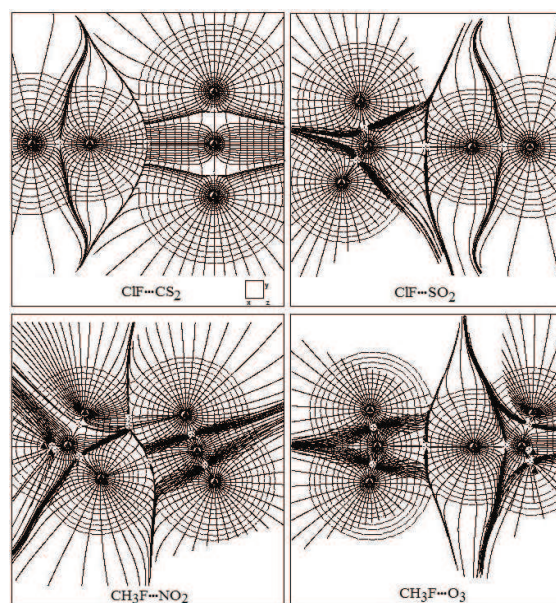 ClF···CS₂
y
x z
ClF···SO₂
CH₃F···NO₂
CH₃F···O₃